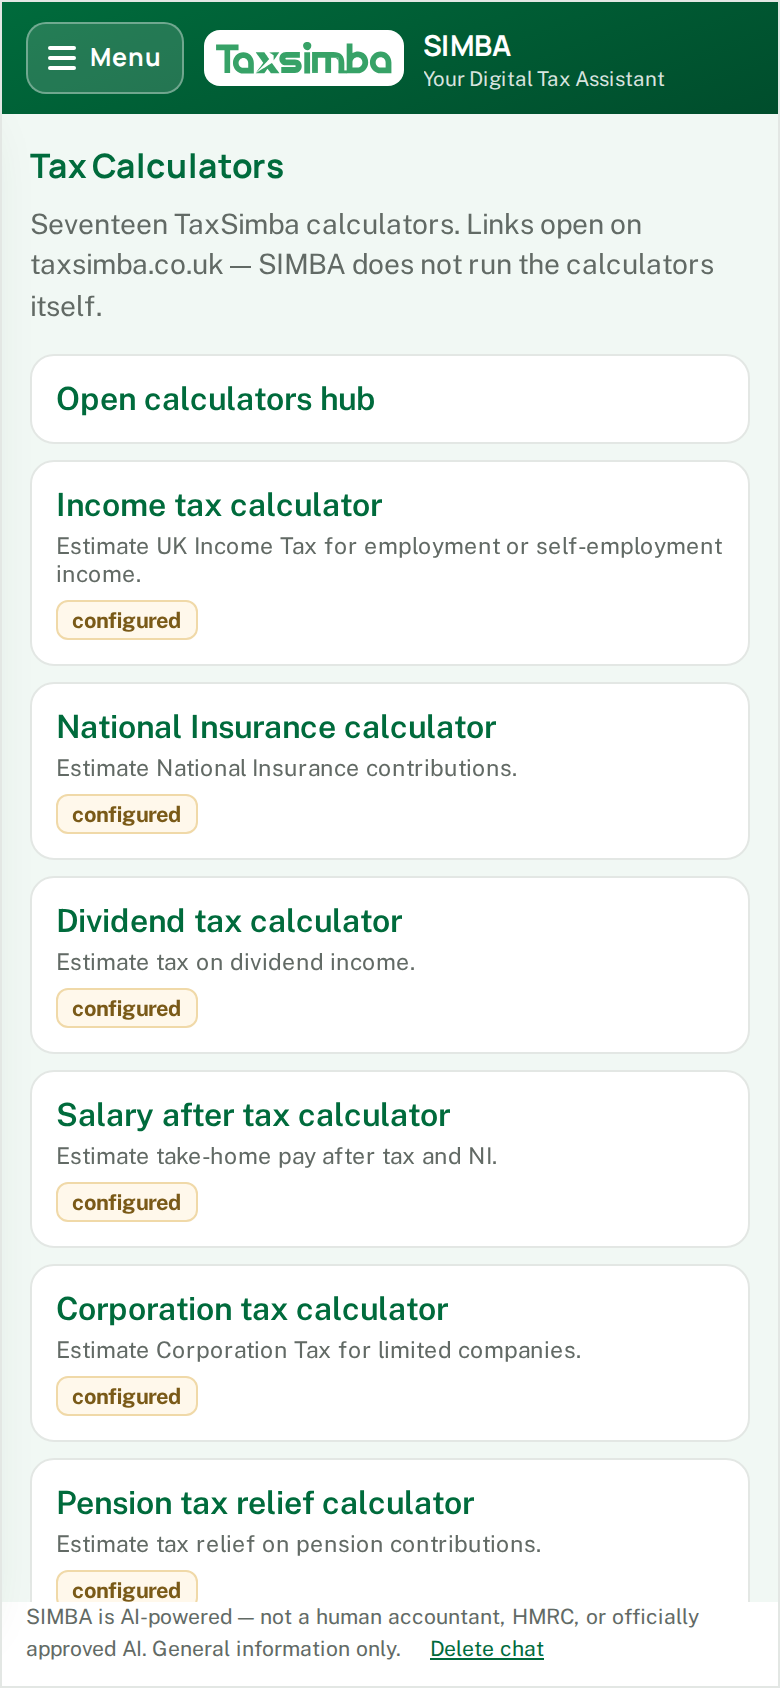 Menu
Taxsimba
SIMBA
Your Digital Tax Assistant
Tax Calculators
Seventeen TaxSimba calculators. Links open on
taxsimba.co.uk — SIMBA does not run the calculators
itself.
Open calculators hub
Income tax calculator
Estimate UK Income Tax for employment or self-employment
income.
configured
National Insurance calculator
Estimate National Insurance contributions.
configured
Dividend tax calculator
Estimate tax on dividend income.
configured
Salary after tax calculator
Estimate take-home pay after tax and NI.
configured
Corporation tax calculator
Estimate Corporation Tax for limited companies.
configured
Pension tax relief calculator
Estimate tax relief on pension contributions.
configured
SIMBA is AI-powered — not a human accountant, HMRC, or officially
approved AI. General information only. Delete chat